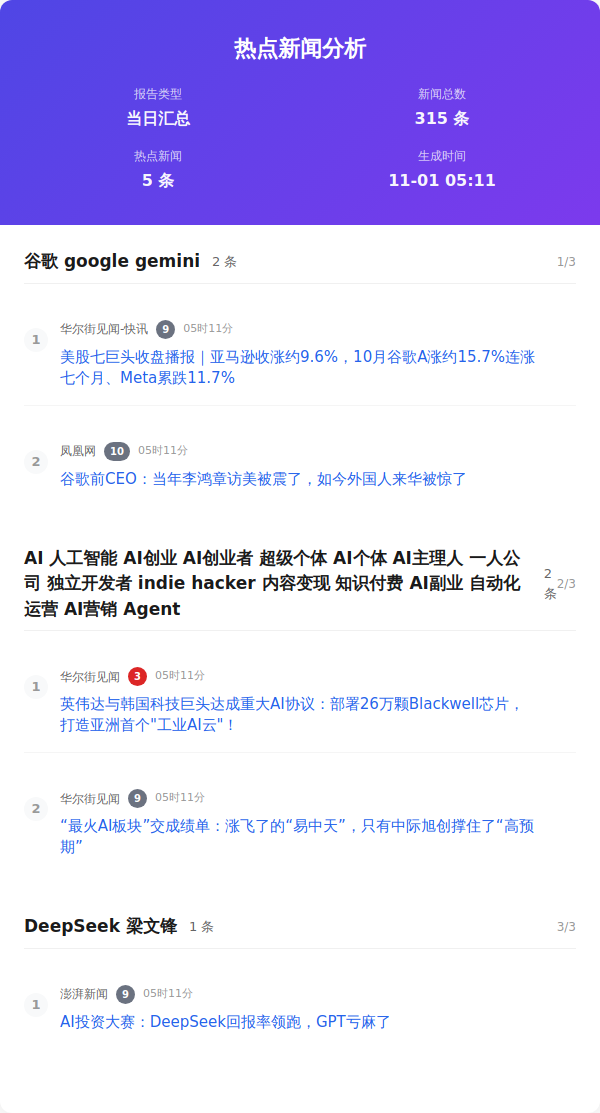 热点新闻分析
报告类型
新闻总数
当日汇总
315 条
热点新闻
生成时间
5 条
11-01 05:11
谷歌 google gemini 2 条 1/3
1
华尔街见闻-快讯 9 05时11分
美股七巨头收盘播报｜亚马逊收涨约9.6%，10月谷歌A涨约15.7%连涨
七个月、Meta累跌11.7%
2
凤凰网 10 05时11分
谷歌前CEO：当年李鸿章访美被震了，如今外国人来华被惊了
AI 人工智能 AI创业 AI创业者 超级个体 AI个体 AI主理人 一人公
司 独立开发者 indie hacker 内容变现 知识付费 AI副业 自动化
运营 AI营销 Agent
2
条
2/3
1
华尔街见闻 3 05时11分
英伟达与韩国科技巨头达成重大AI协议：部署26万颗Blackwell芯片，
打造亚洲首个"工业AI云"！
2
华尔街见闻 9 05时11分
“最火AI板块”交成绩单：涨飞了的“易中天”，只有中际旭创撑住了“高预
期”
DeepSeek 梁文锋 1 条 3/3
1
澎湃新闻 9 05时11分
AI投资大赛：DeepSeek回报率领跑，GPT亏麻了